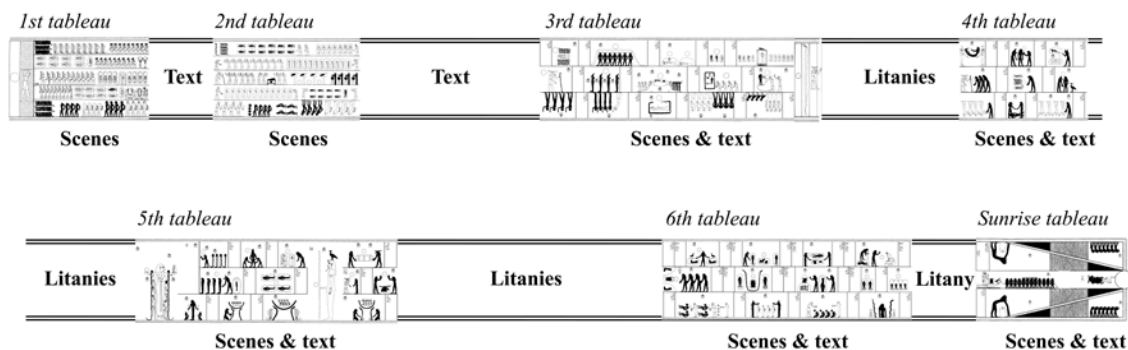 1st tableau 2nd tableau 3rd tableau 4th tableau
Text Text Litanies
Scenes Scenes Scenes & text Scenes & text
5th tableau 6th tableau Sunrise tableau
Litanies Litanies Litany
Scenes & text Scenes & text Scenes & text